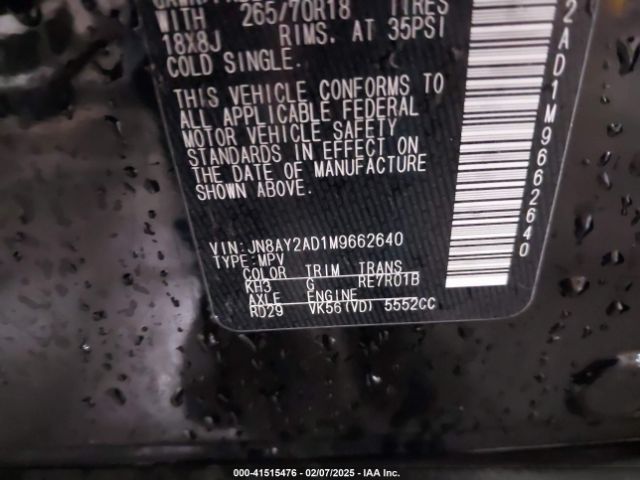 WITH 265/70R18 TIRES
18X8J RIMS. AT 35PSI
COLD SINGLE.
THIS VEHICLE CONFORMS TO
ALL APPLICABLE FEDERAL
MOTOR VEHICLE SAFETY
STANDARDS IN EFFECT ON
THE DATE OF MANUFACTURE
SHOWN ABOVE.
VIN:JN8AY2AD1M9662640
TYPE:MPV
COLOR TRIM TRANS
KH3 G RE7R01B
AXLE ENGINE
RD29 VK56(VD) 5552CC
2AD1M9662640
000-41515476 - 02/07/2025 - IAA Inc.